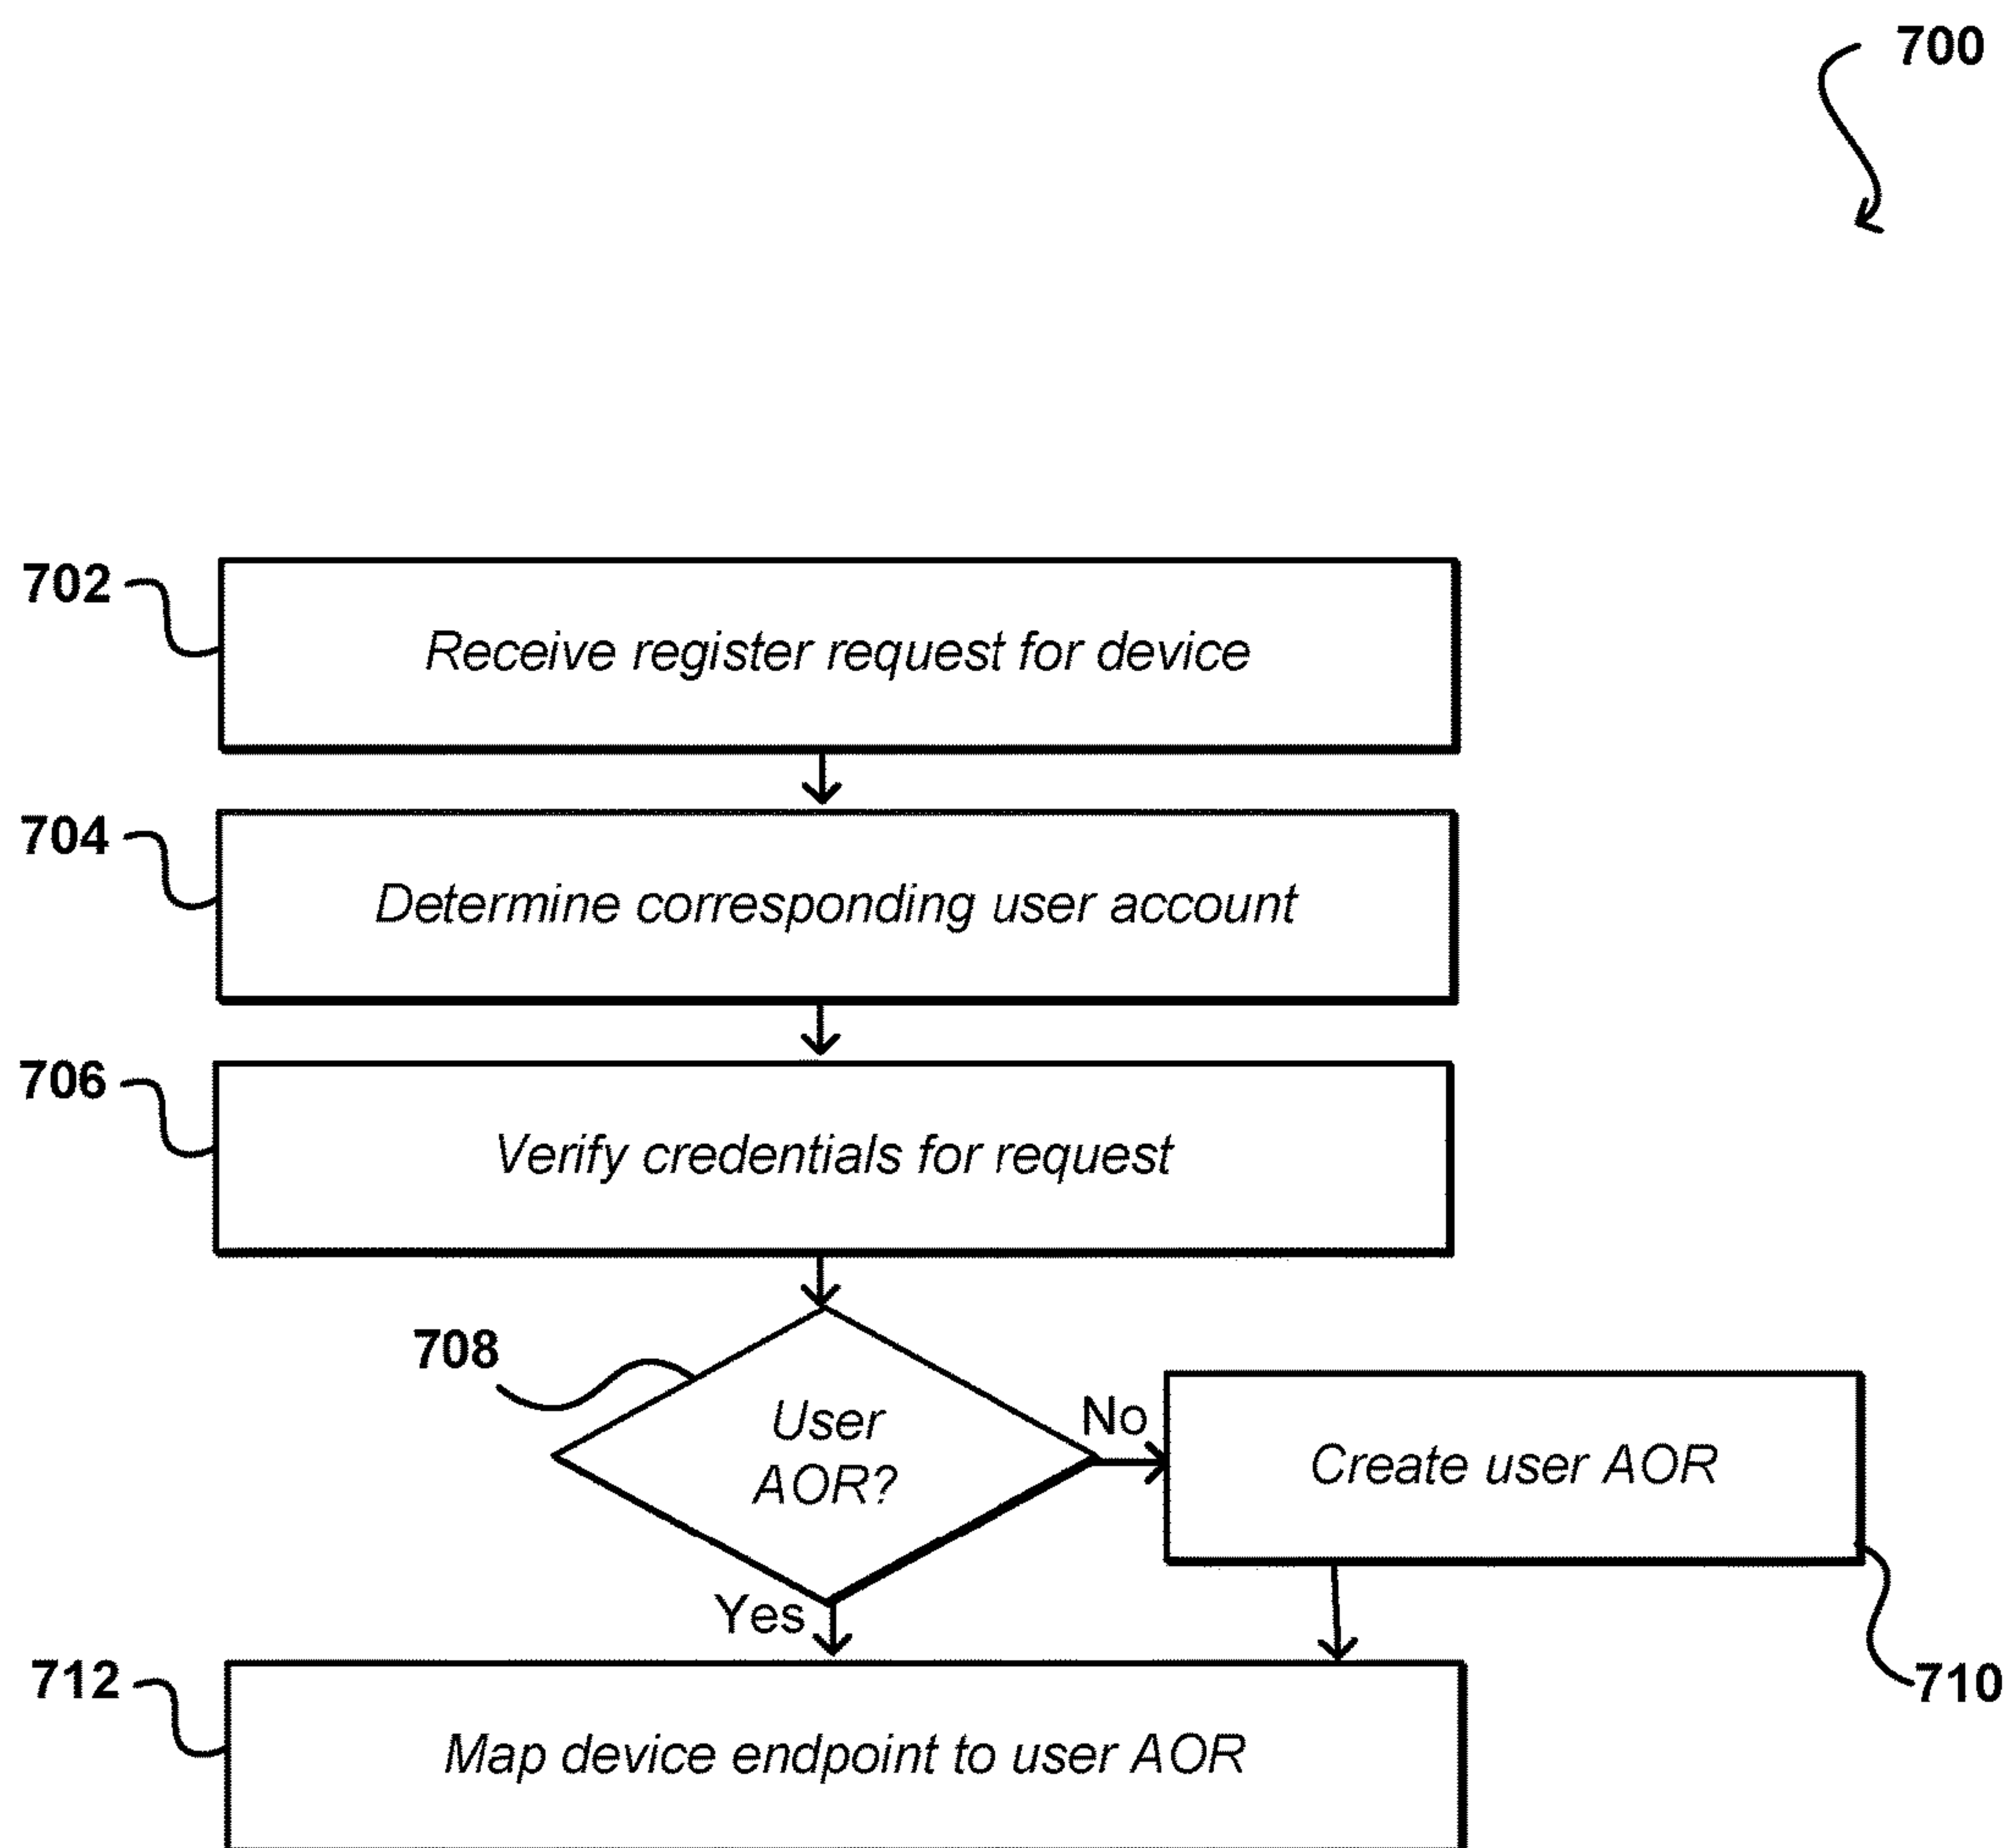 700
702
Receive register request for device
704
Determine corresponding user account
706
Verify credentials for request
708
User
AOR?
No
Create user AOR
Yes
710
712
Map device endpoint to user AOR